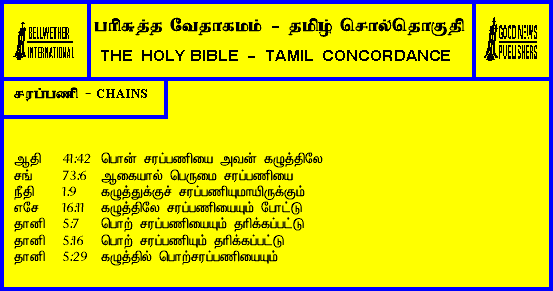 BELLWETHER
INTERNATIONAL
பரிசுத்த வேதாகமம் - தமிழ் சொல்தொகுதி
THE HOLY BIBLE - TAMIL CONCORDANCE
GOOD NEWS
PUBLISHERS
சரப்பணி - CHAINS
ஆதி 41:42 பொன் சரப்பணியை அவன் கழுத்திலே
சங் 73:6 ஆகையால் பெருமை சரப்பணியை
நீதி 1:9 கழுத்துக்குச் சரப்பணியுமாயிருக்கும்
எசே 16:11 கழுத்திலே சரப்பணியையும் போட்டு
தானி 5:7 பொற் சரப்பணியையும் தரிக்கப்பட்டு
தானி 5:16 பொற் சரப்பணியும் தரிக்கப்பட்டு
தானி 5:29 கழுத்தில் பொற்சரப்பணியையும்